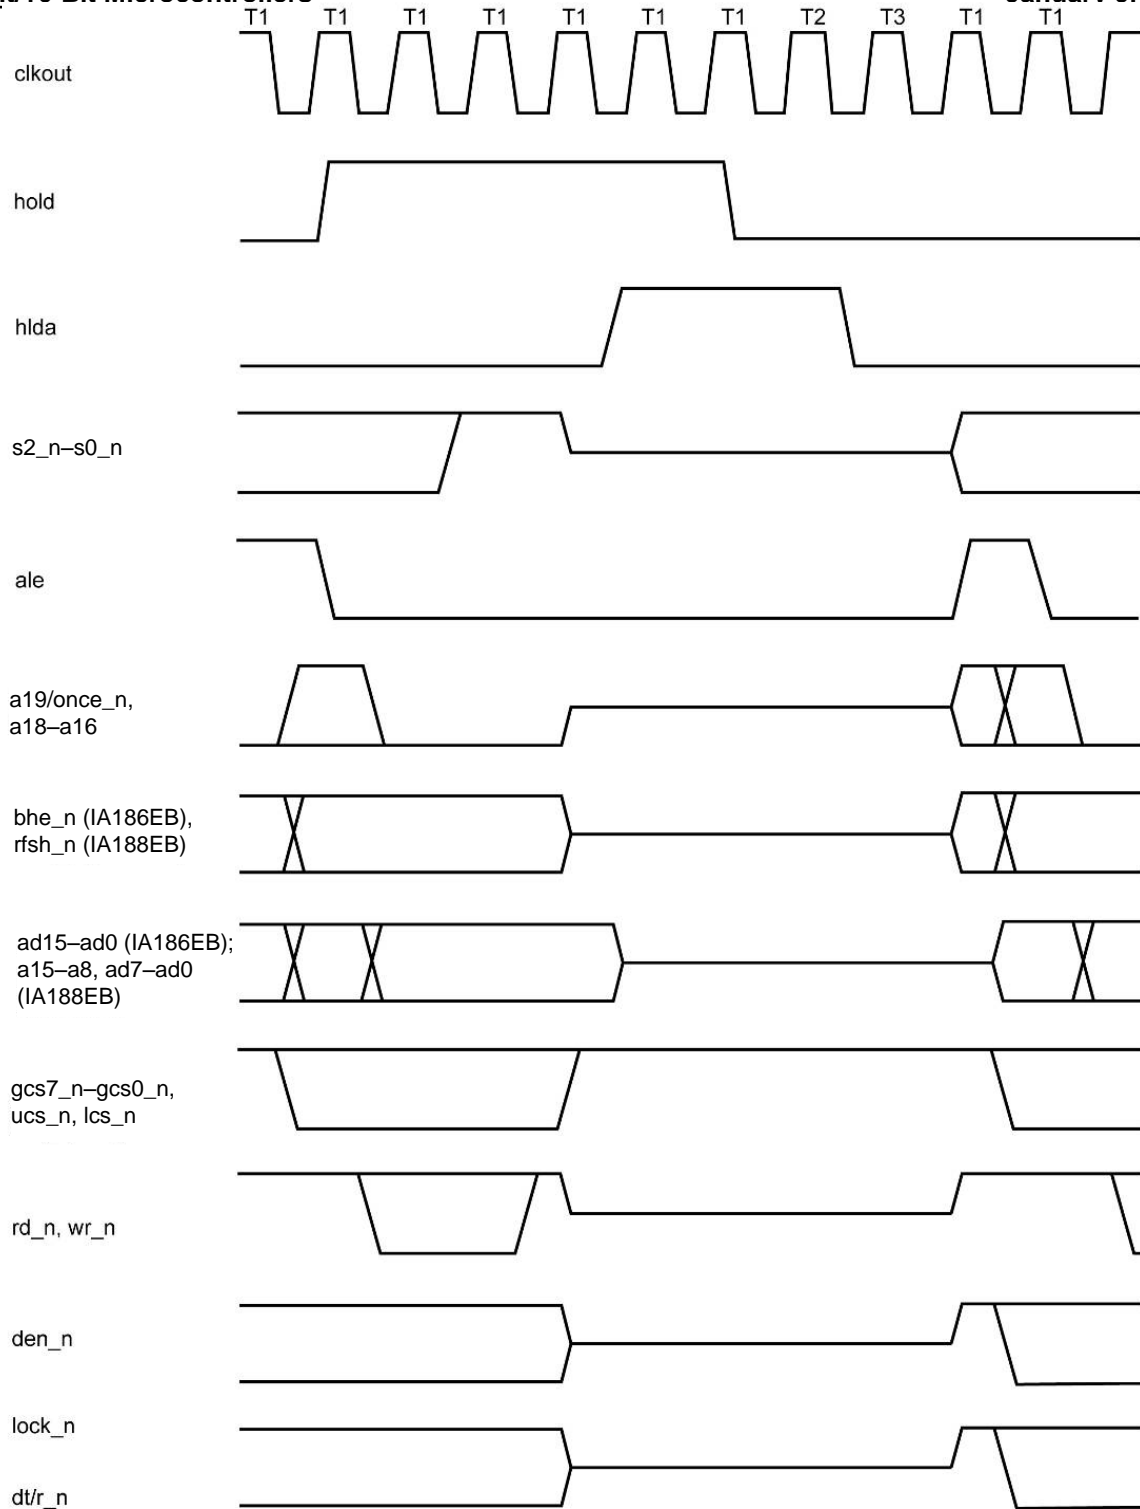 T1 T1 T1 T1 T1 T1 T1 T2 T3 T1 T1
clkout
hold
hlda
s2_n–s0_n
ale
a19/once_n,
a18–a16
bhe_n (IA186EB),
rfsh_n (IA188EB)
ad15–ad0 (IA186EB);
a15–a8, ad7–ad0
(IA188EB)
gcs7_n–gcs0_n,
ucs_n, lcs_n
rd_n, wr_n
den_n
lock_n
dt/r_n